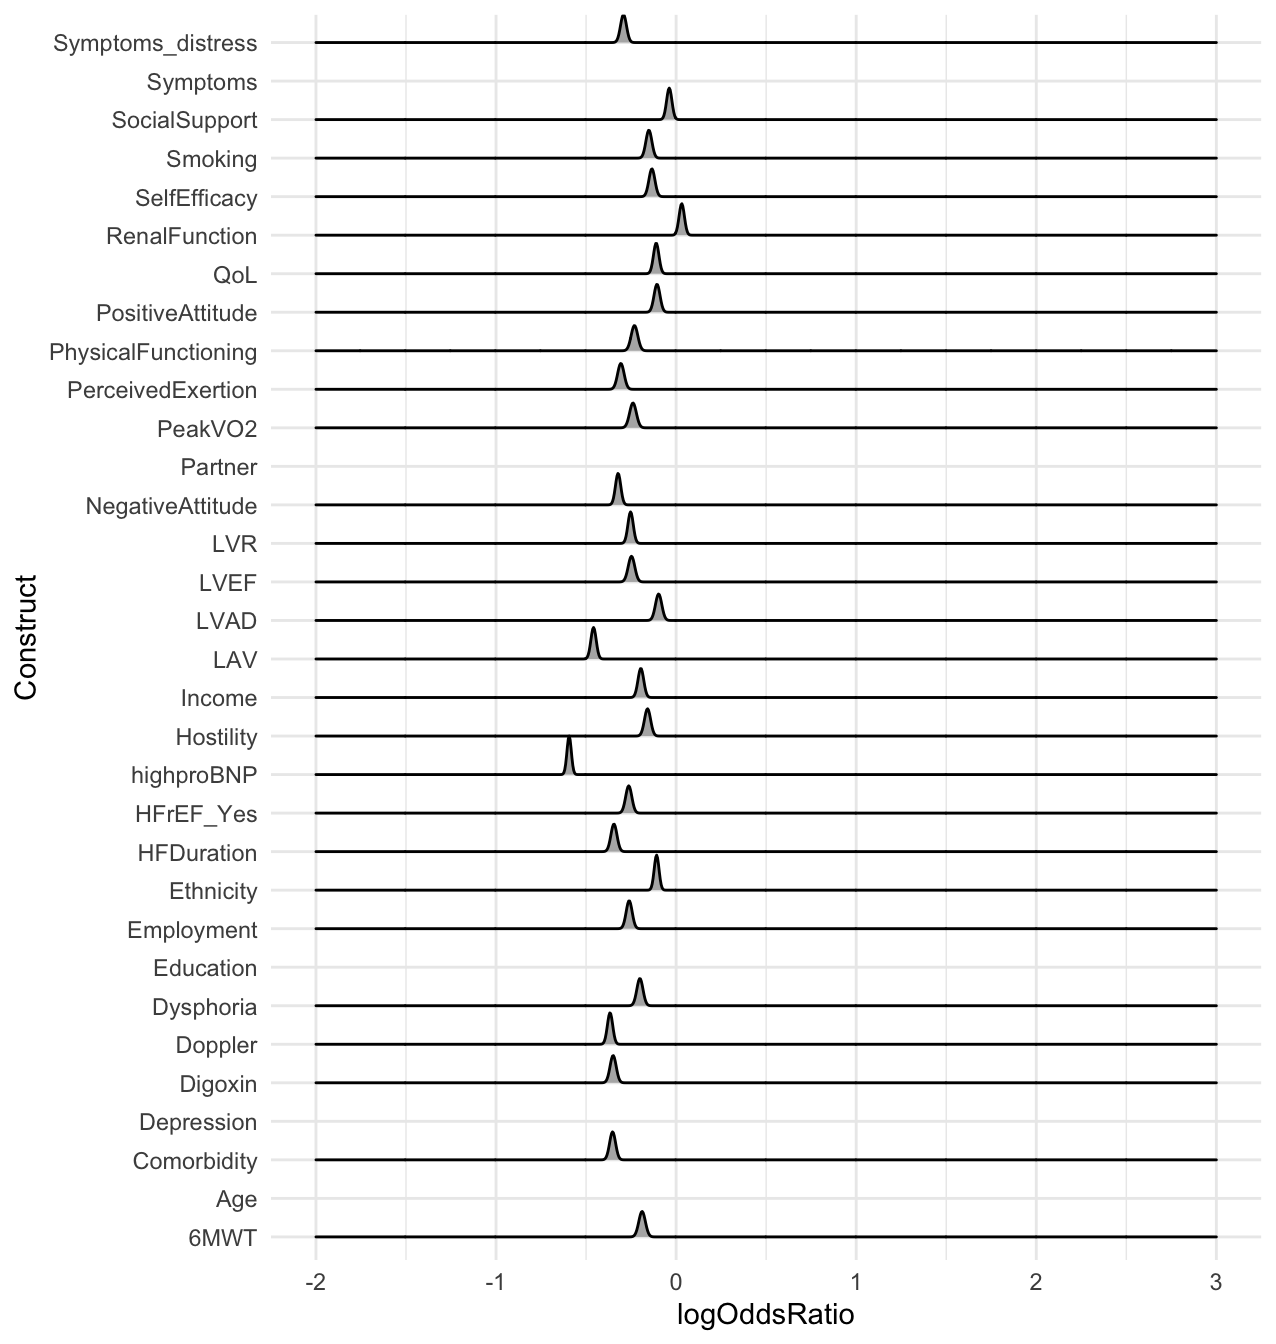 Symptoms_distress
Symptoms
SocialSupport
Smoking
SelfEfficacy
RenalFunction
QoL
PositiveAttitude
PhysicalFunctioning
PerceivedExertion
PeakVO2
Partner
NegativeAttitude
LVR
LVEF
LVAD
LAV
Income
Hostility
highproBNP
HFrEF_Yes
HFDuration
Ethnicity
Employment
Education
Dysphoria
Doppler
Digoxin
Depression
Comorbidity
Age
6MWT
Construct
-2 -1 0 1 2 3
logOddsRatio